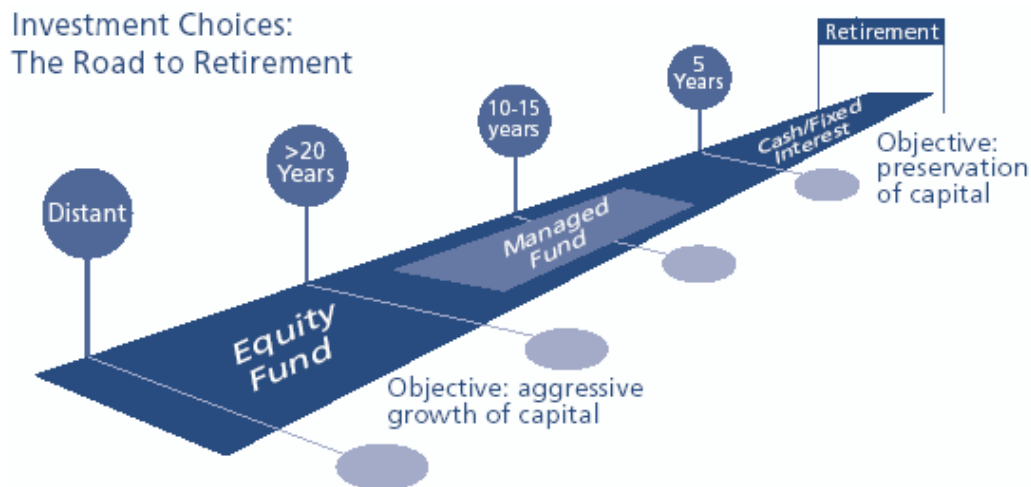 Investment Choices:
The Road to Retirement
Distant
>20
Years
10-15
years
5
Years
Retirement
Equity
Fund
Managed
Fund
Cash/Fixed
Interest
Objective: aggressive
growth of capital
Objective:
preservation
of capital